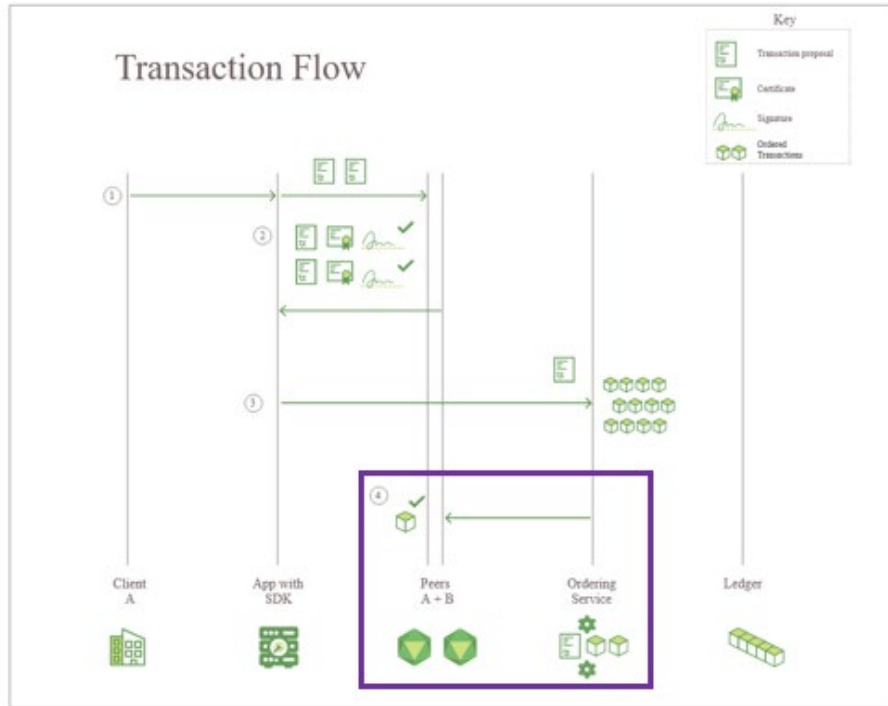 Key
Transaction Flow
Transaction proposal
Certificate
Signature
Ordered
Transactions
1
2
3
4
Client
A
App with
SDK
Peers
A + B
Ordering
Service
Ledger